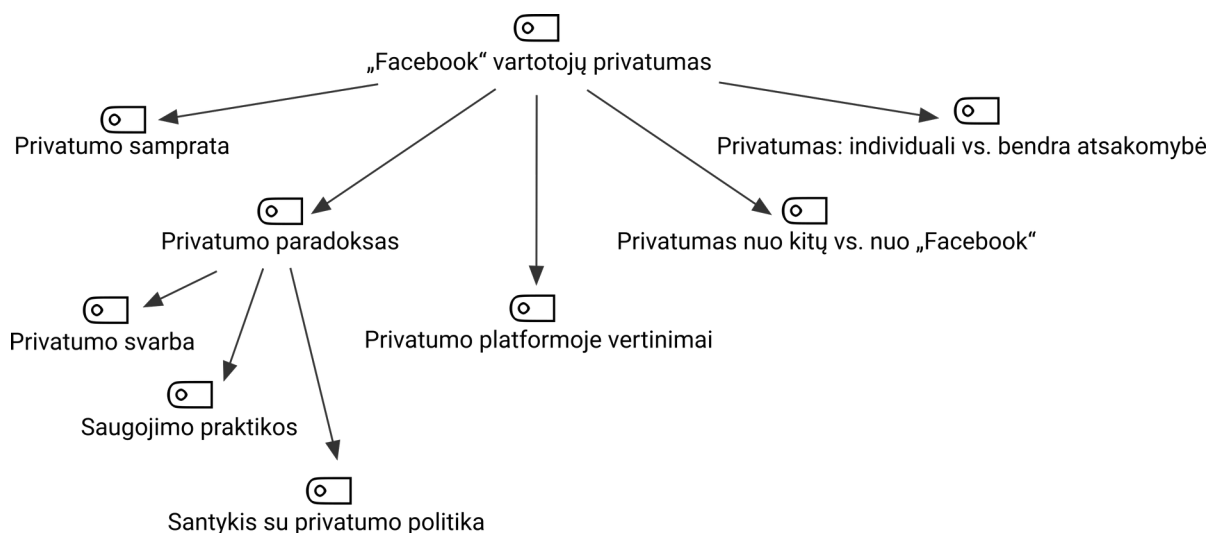 „Facebook“ vartotojų privatumas
Privatumo samprata
Privatumas: individuali vs. bendra atsakomybė
Privatumo paradoksas
Privatumas nuo kitų vs. nuo „Facebook“
Privatumo svarba
Privatumo platformoje vertinimai
Saugojimo praktikos
Santykis su privatumo politika